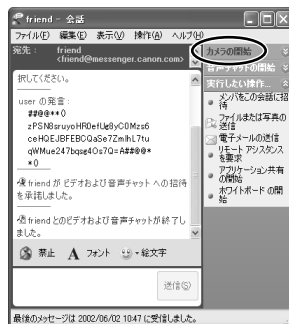 friend - 会話
ファイル(F) 編集(E) 表示(V) 操作(A) ヘルプ(H)
宛先： friend
<friend@messenger.canon.com>
択してください。
user の発言：
##@@**()
zPSN8sruyoHR0efUg8yC0Mzs6
ceHQEJBFEBCQaSe7ZmlhL7tu
qWMue247bqsg4Os7Q=A##@@*
*()
friend が ビデオおよび音声チャット への招待
を承諾しました。
friend とのビデオおよび音声チャットが終了し
ました。
禁止 A フォント 絵文字
送信(S)
最後のメッセージは 2002/06/02 10:47 に受信しました。
カメラの開始
音声チャットの開始
実行したい操作...
メンバをこの会話に招
待
ファイルまたは写真の
送信
電子メールの送信
リモート アシスタンス
を要求
アプリケーション共有
の開始
ホワイトボード の開
始